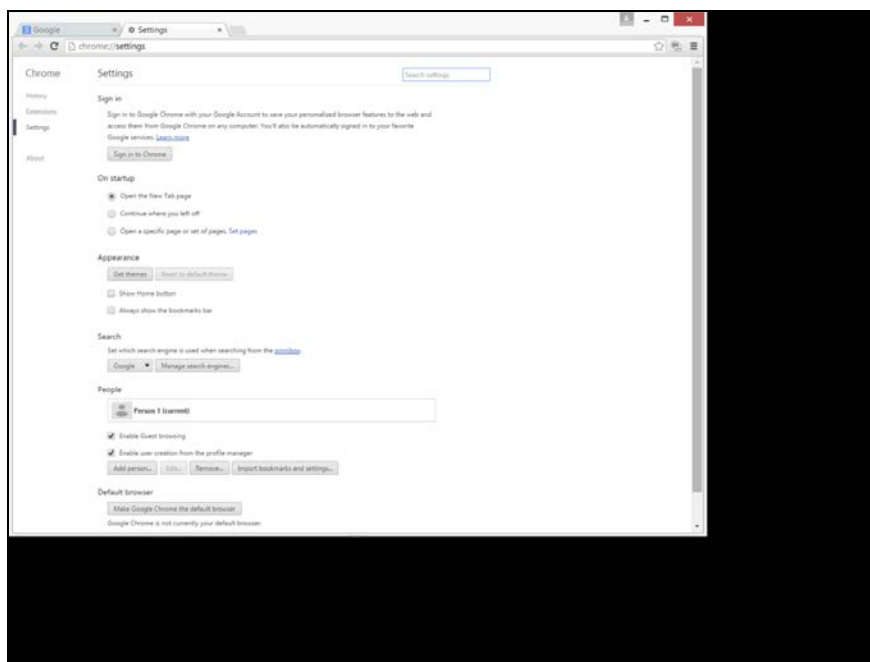 Google
Settings
chrome://settings
Chrome
Settings
Search settings
History
Extensions
Settings
About
Sign in
Sign in to Google Chrome with your Google Account to save your personalized browser features to the web and
access them from Google Chrome on any computer. You'll also be automatically signed in to your favorite
Google services. Learn more
Sign in to Chrome
On startup
Open the New Tab page
Continue where you left off
Open a specific page or set of pages. Set pages
Appearance
Get themes Reset to default theme
Show Home button
Always show the bookmarks bar
Search
Set which search engine is used when searching from the omnibox.
Google Manage search engines...
People
Person 1 (current)
Enable Guest browsing
Enable user creation from the profile manager
Add person... Edit... Remove... Import bookmarks and settings...
Default browser
Make Google Chrome the default browser
Google Chrome is not currently your default browser.